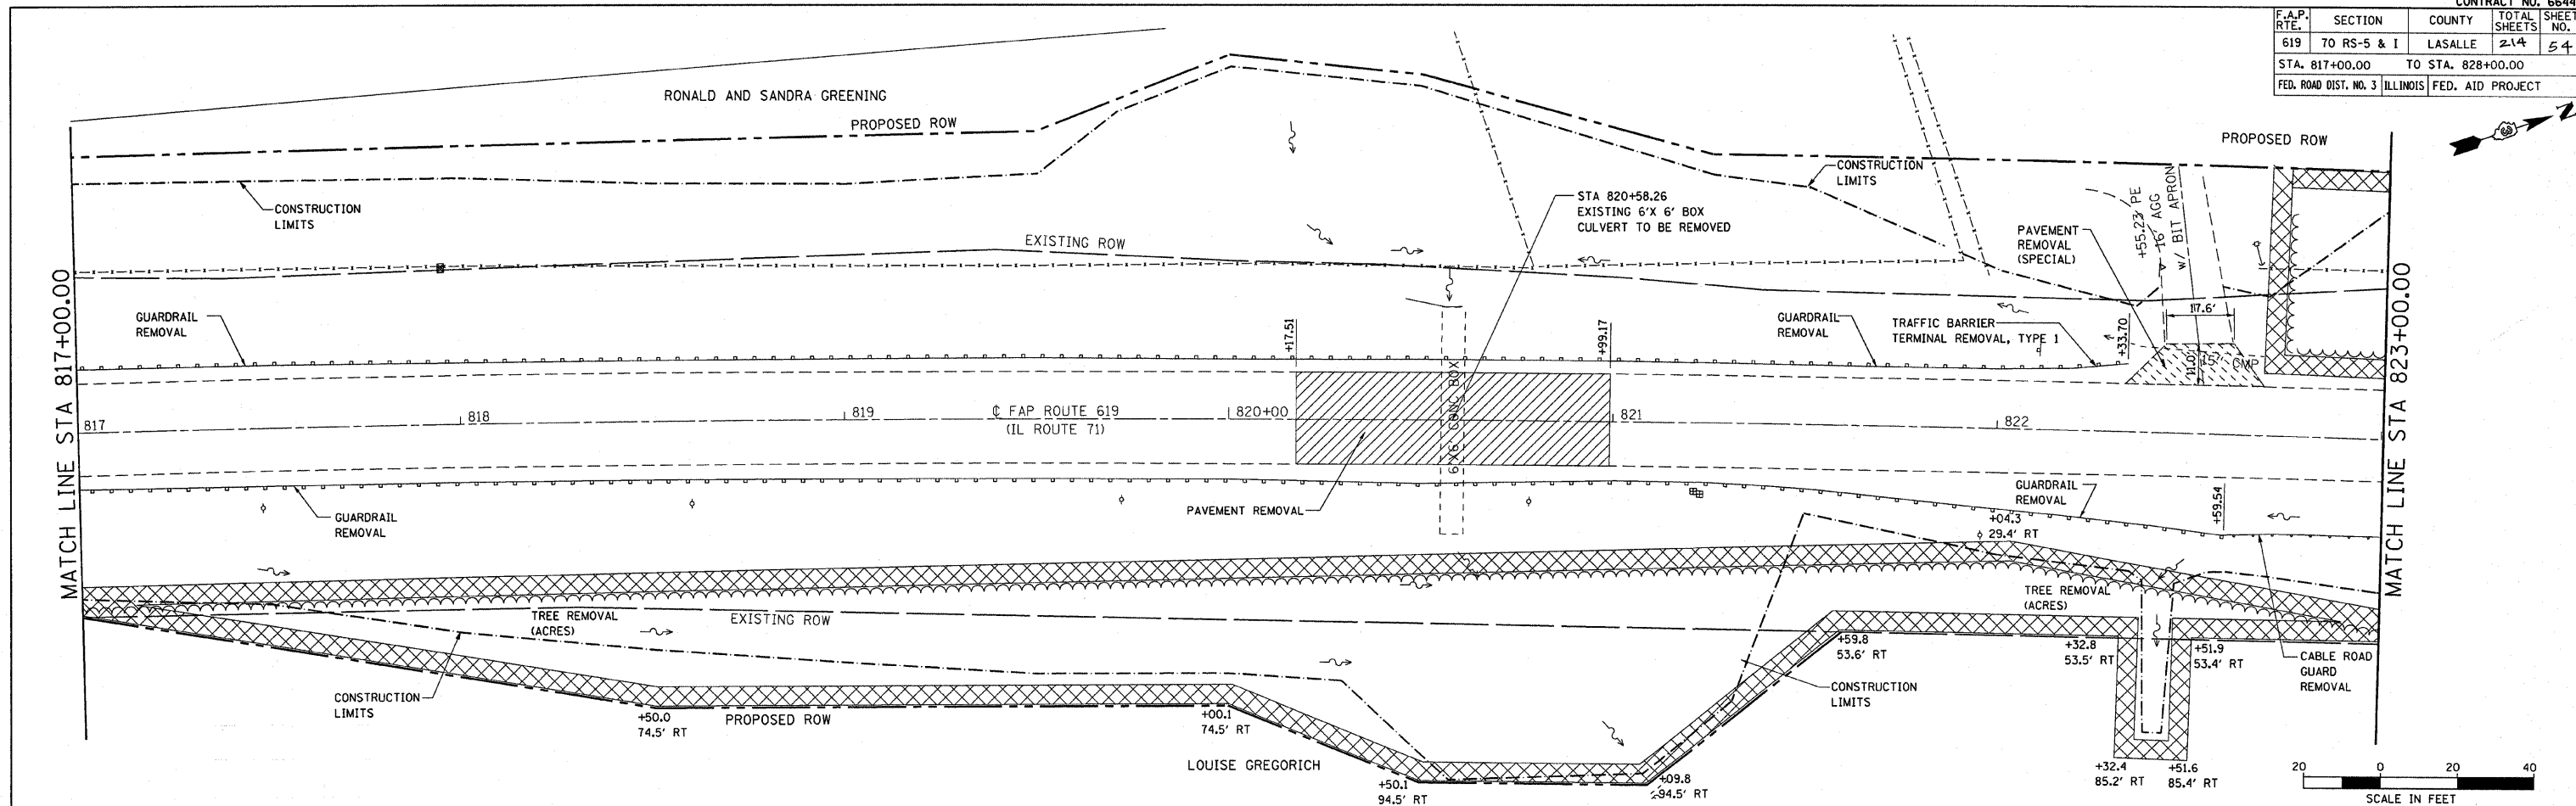 CONTRACT NO. 6644
F.A.P. RTE. SECTION COUNTY TOTAL SHEETS SHEET NO.
619 70 RS-5 & I LASALLE 214 54
STA. 817+00.00 TO STA. 828+00.00
FED. ROAD DIST. NO. 3 ILLINOIS FED. AID PROJECT
RONALD AND SANDRA GREENING
PROPOSED ROW
PROPOSED ROW
CONSTRUCTION
LIMITS
CONSTRUCTION
LIMITS
STA 820+58.26
EXISTING 6'X 6' BOX
CULVERT TO BE REMOVED
EXISTING ROW
PAVEMENT
REMOVAL
(SPECIAL)
+55.23 PE
16' AGG
w/ BIT APRON
MATCH LINE STA 817+00.00
MATCH LINE STA 823+00.00
GUARDRAIL
REMOVAL
+17.51
+99.17
GUARDRAIL
REMOVAL
TRAFFIC BARRIER
TERMINAL REMOVAL, TYPE 1
+33.70
17.6'
11.0'
15"
CMP
817
818
819
℄ FAP ROUTE 619
(IL ROUTE 71)
820+00
6'X6' CONC BOX
821
822
GUARDRAIL
REMOVAL
PAVEMENT REMOVAL
GUARDRAIL
REMOVAL
+59.54
+04.3
29.4' RT
TREE REMOVAL
(ACRES)
EXISTING ROW
TREE REMOVAL
(ACRES)
CONSTRUCTION
LIMITS
+50.0
74.5' RT
PROPOSED ROW
+00.1
74.5' RT
LOUISE GREGORICH
+50.1
94.5' RT
+09.8
94.5' RT
CONSTRUCTION
LIMITS
+59.8
53.6' RT
+32.8
53.5' RT
+51.9
53.4' RT
CABLE ROAD
GUARD
REMOVAL
+32.4
85.2' RT
+51.6
85.4' RT
20 0 20 40
SCALE IN FEET